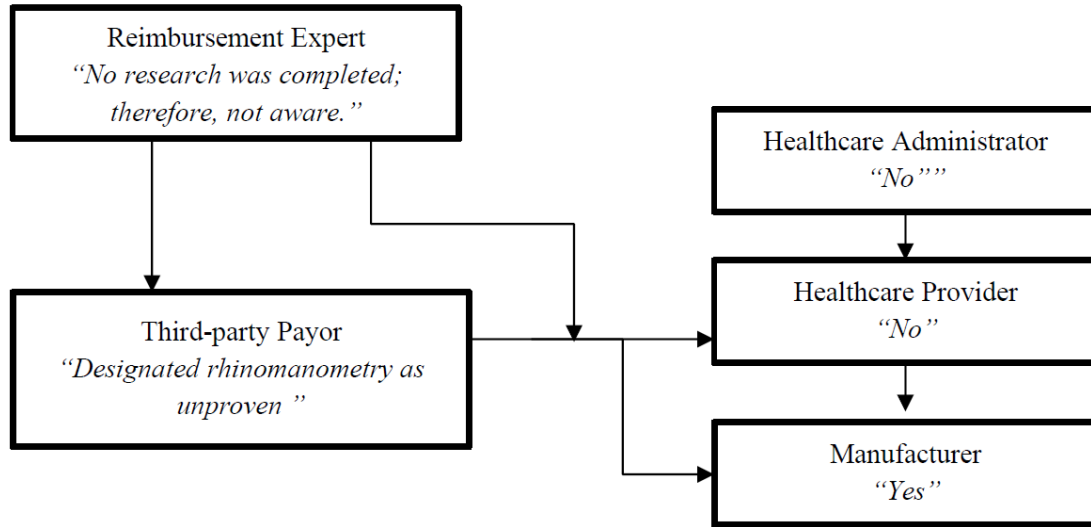 Reimbursement Expert
“No research was completed;
therefore, not aware.”
Healthcare Administrator
“No””
Healthcare Provider
“No”
Third-party Payor
“Designated rhinomanometry as
unproven ”
Manufacturer
“Yes”